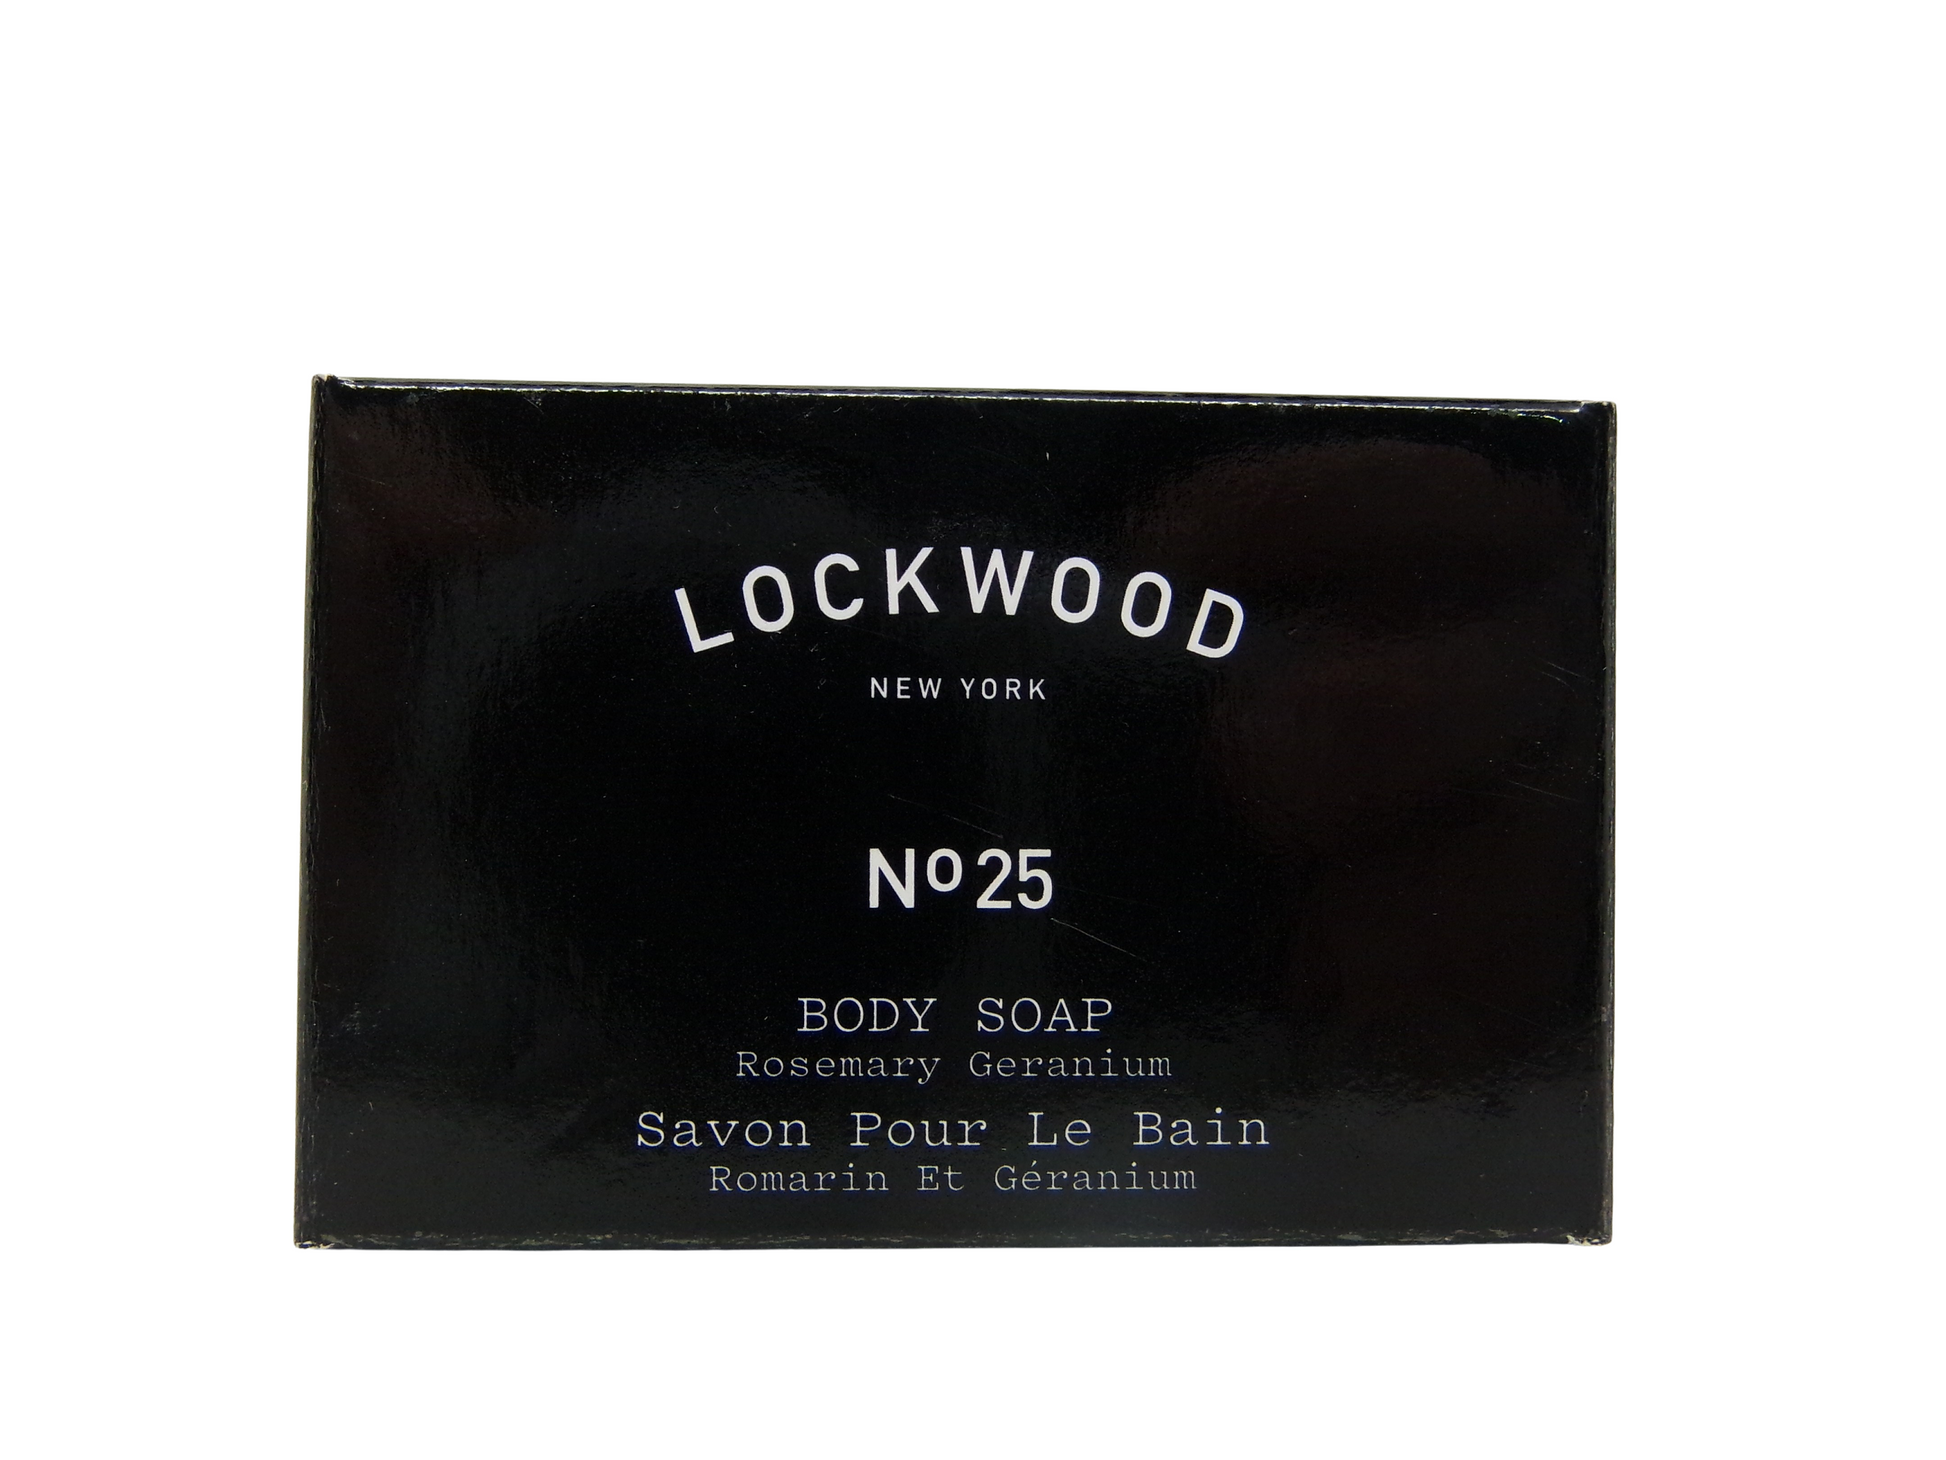 LOCKWOOD
NEW YORK
Nº25
BODY SOAP
Rosemary Geranium
Savon Pour Le Bain
Romarin Et Géranium